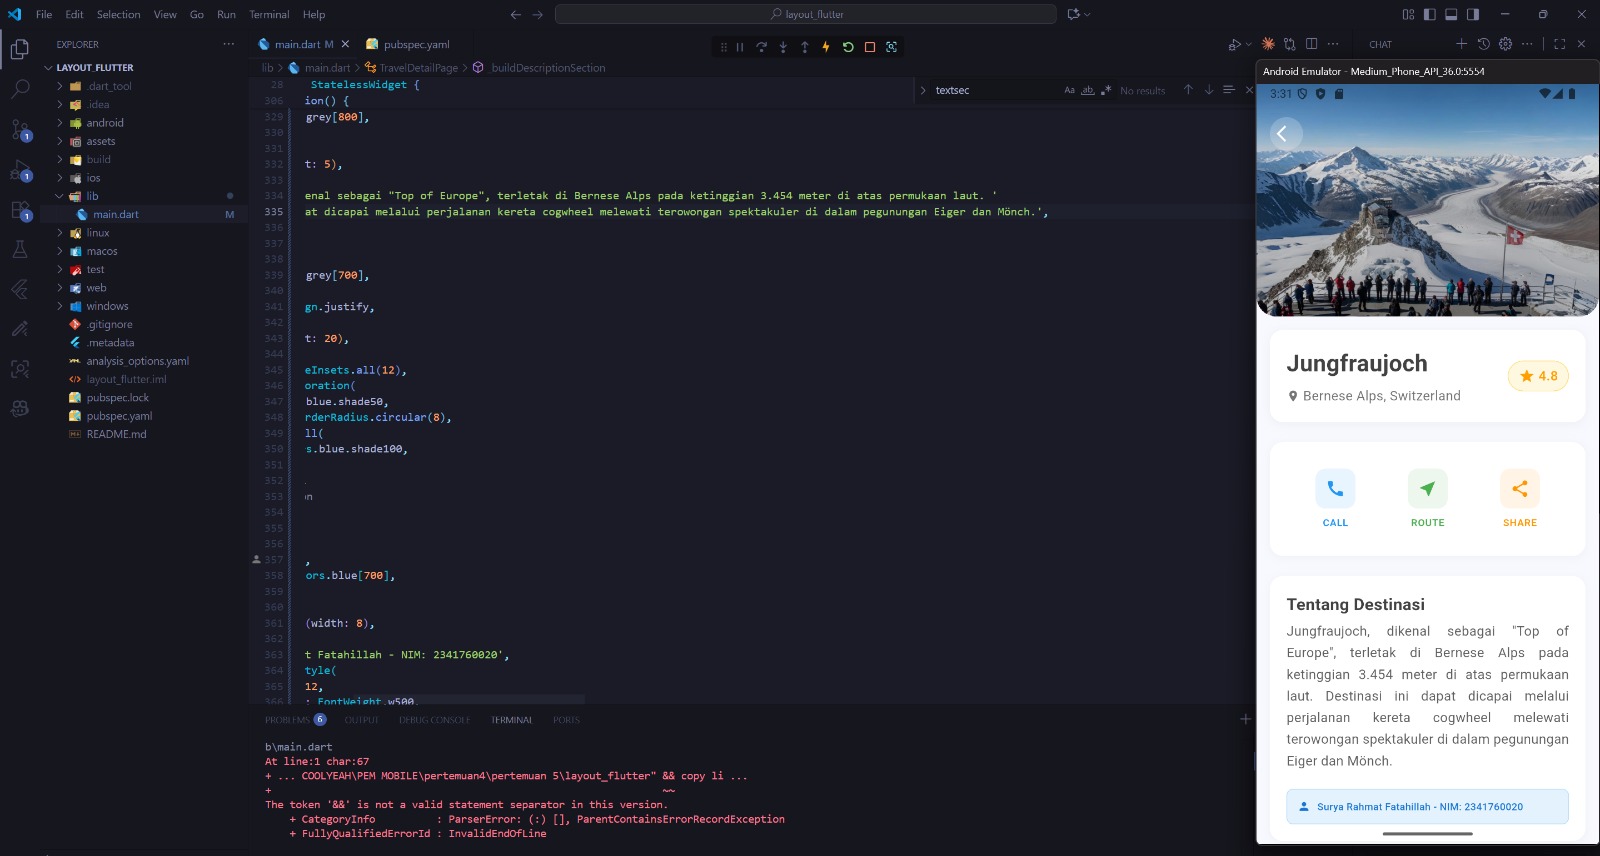 File Edit Selection View Go Run Terminal Help
layout_flutter
EXPLORER
LAYOUT_FLUTTER
.dart_tool
.idea
android
assets
build
ios
lib
main.dart M
linux
macos
test
web
windows
.gitignore
.metadata
analysis_options.yaml
layout_flutter.iml
pubspec.lock
pubspec.yaml
README.md
1
1
1
main.dart M
pubspec.yaml
lib > main.dart > TravelDetailPage > buildDescriptionSection
textsec
Aa ab .*
No results
28 StatelessWidget {
306 ion() {
329 grey[800],
330
331
332 t: 5),
333
334 enal sebagai "Top of Europe", terletak di Bernese Alps pada ketinggian 3.454 meter di atas permukaan laut. '
335 at dicapai melalui perjalanan kereta cogwheel melewati terowongan spektakuler di dalam pegunungan Eiger dan Mönch.',
336
337
338
339 grey[700],
340
341 gn.justify,
342
343 t: 20),
344
345 eInsets.all(12),
346 oration(
347 blue.shade50,
348 rderRadius.circular(8),
349 ll(
350 s.blue.shade100,
351
352
353 n
354
355
356
357 ,
358 ors.blue[700],
359
360
361 (width: 8),
362
363 t Fatahillah - NIM: 2341760020',
364 tyle(
365 12,
366 : FontWeight.w500,
PROBLEMS 6 OUTPUT DEBUG CONSOLE TERMINAL PORTS
b\main.dart
At line:1 char:67
+ ... COOLYEAH\PEM MOBILE\pertemuan4\pertemuan 5\layout_flutter" && copy li ...
+ ~~
The token '&&' is not a valid statement separator in this version.
+ CategoryInfo : ParserError: (:) [], ParentContainsErrorRecordException
+ FullyQualifiedErrorId : InvalidEndOfLine
CHAT
Android Emulator - Medium_Phone_API_36.0:5554
3:31
Jungfraujoch
4.8
Bernese Alps, Switzerland
CALL ROUTE SHARE
Tentang Destinasi
Jungfraujoch, dikenal sebagai "Top of
Europe", terletak di Bernese Alps pada
ketinggian 3.454 meter di atas permukaan
laut. Destinasi ini dapat dicapai melalui
perjalanan kereta cogwheel melewati
terowongan spektakuler di dalam pegunungan
Eiger dan Mönch.
Surya Rahmat Fatahillah - NIM: 2341760020